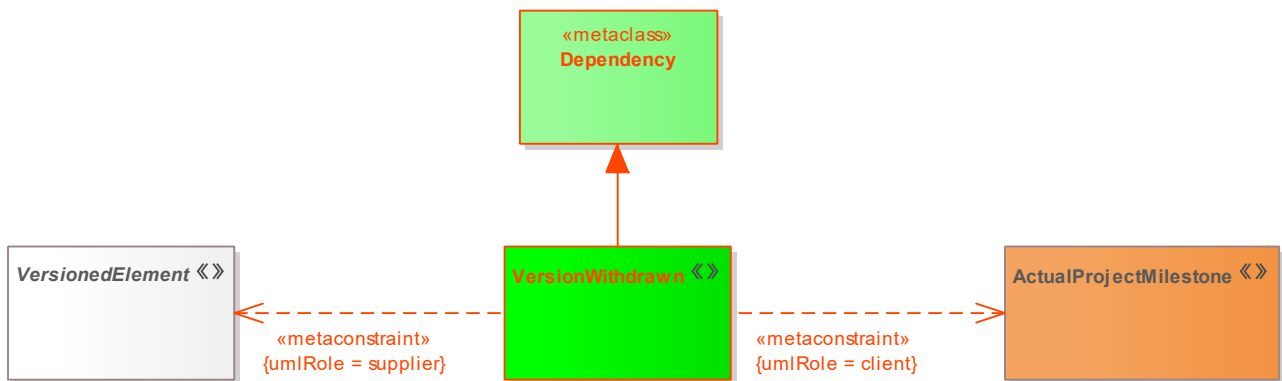 «metaclass»
Dependency
VersionedElement «»
VersionWithdrawn «»
ActualProjectMilestone «»
«metaconstraint»
{umlRole = supplier}
«metaconstraint»
{umlRole = client}